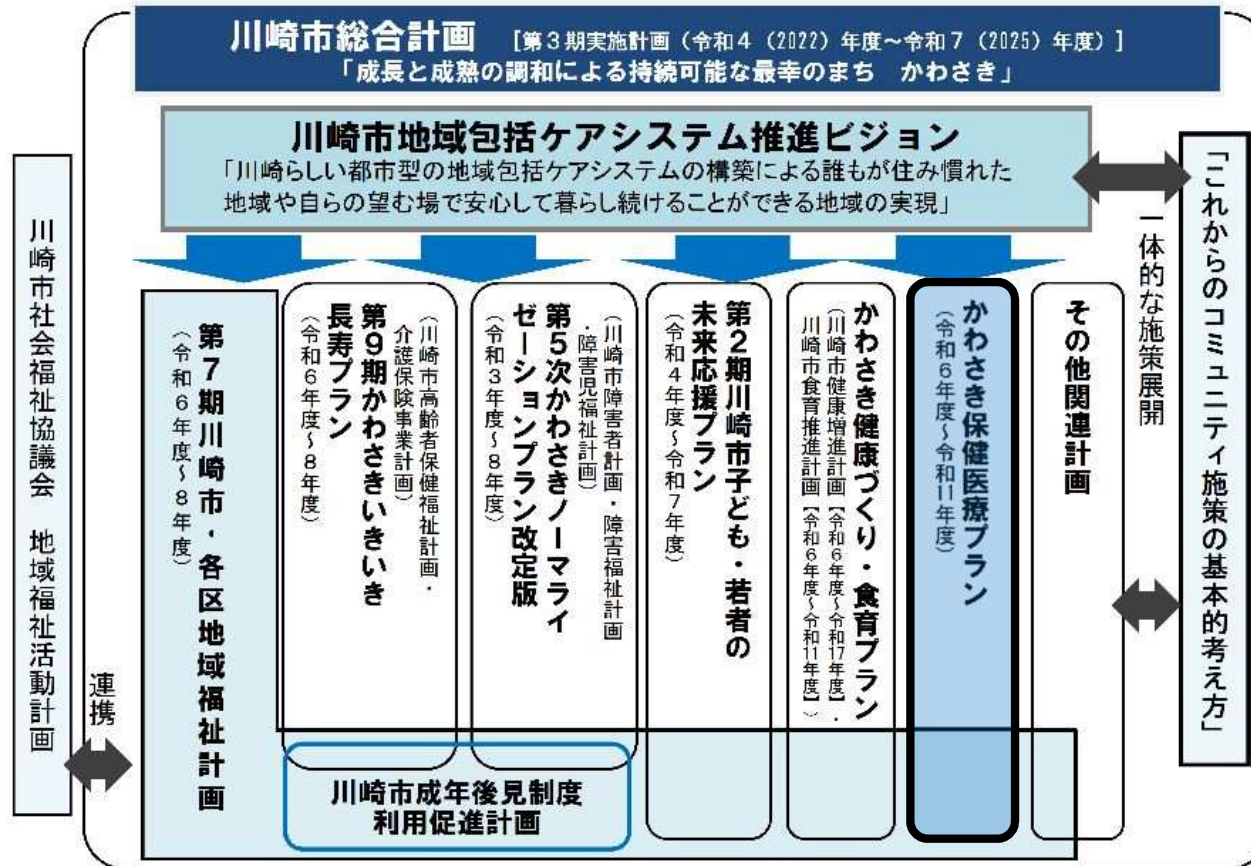 川崎市総合計画 [第3期実施計画（令和4（2022）年度～令和7（2025）年度）]
「成長と成熟の調和による持続可能な最幸のまち　かわさき」
川崎市地域包括ケアシステム推進ビジョン
「川崎らしい都市型の地域包括ケアシステムの構築による誰もが住み慣れた
地域や自らの望む場で安心して暮らし続けることができる地域の実現」
「これからのコミュニティ施策の基本的考え方」
一体的な施策展開
その他関連計画
かわさき保健医療プラン
（令和6年度～令和11年度）
かわさき健康づくり・食育プラン
（川崎市健康増進計画【令和6年度～令和17年度】・
川崎市食育推進計画【令和6年度～令和11年度】）
第2期川崎市子ども・若者の
未来応援プラン
（令和4年度～令和7年度）
（川崎市障害者計画・障害福祉計画
・障害児福祉計画）
第5次かわさきノーマライ
ゼーションプラン改定版
（令和3年度～8年度）
（川崎市高齢者保健福祉計画・
介護保険事業計画）
第9期かわさきいきいき
長寿プラン
（令和6年度～8年度）
第7期川崎市・各区地域福祉計画
（令和6年度～8年度）
川崎市成年後見制度
利用促進計画
連携
川崎市社会福祉協議会　地域福祉活動計画